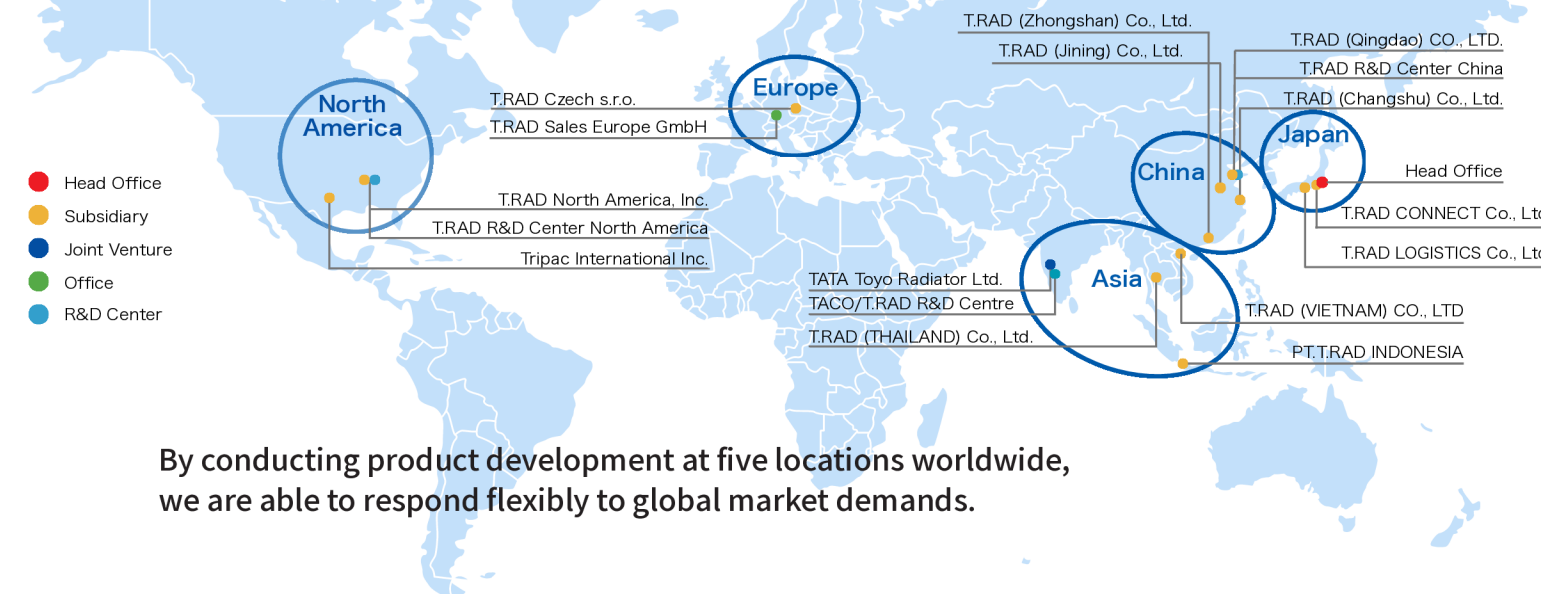 T.RAD (Zhongshan) Co., Ltd.
T.RAD (Jining) Co., Ltd.
T.RAD (Qingdao) CO., LTD.
T.RAD R&D Center China
T.RAD (Changshu) Co., Ltd.
North
America
Europe
T.RAD Czech s.r.o.
T.RAD Sales Europe GmbH
China
Japan
Head Office
T.RAD CONNECT Co., Ltd
T.RAD LOGISTICS Co., Ltd
Head Office
Subsidiary
Joint Venture
Office
R&D Center
T.RAD North America, Inc.
T.RAD R&D Center North America
Tripac International Inc.
Asia
TATA Toyo Radiator Ltd.
TACO/T.RAD R&D Centre
T.RAD (THAILAND) Co., Ltd.
T.RAD (VIETNAM) CO., LTD
PT.T.RAD INDONESIA
By conducting product development at five locations worldwide,
we are able to respond flexibly to global market demands.